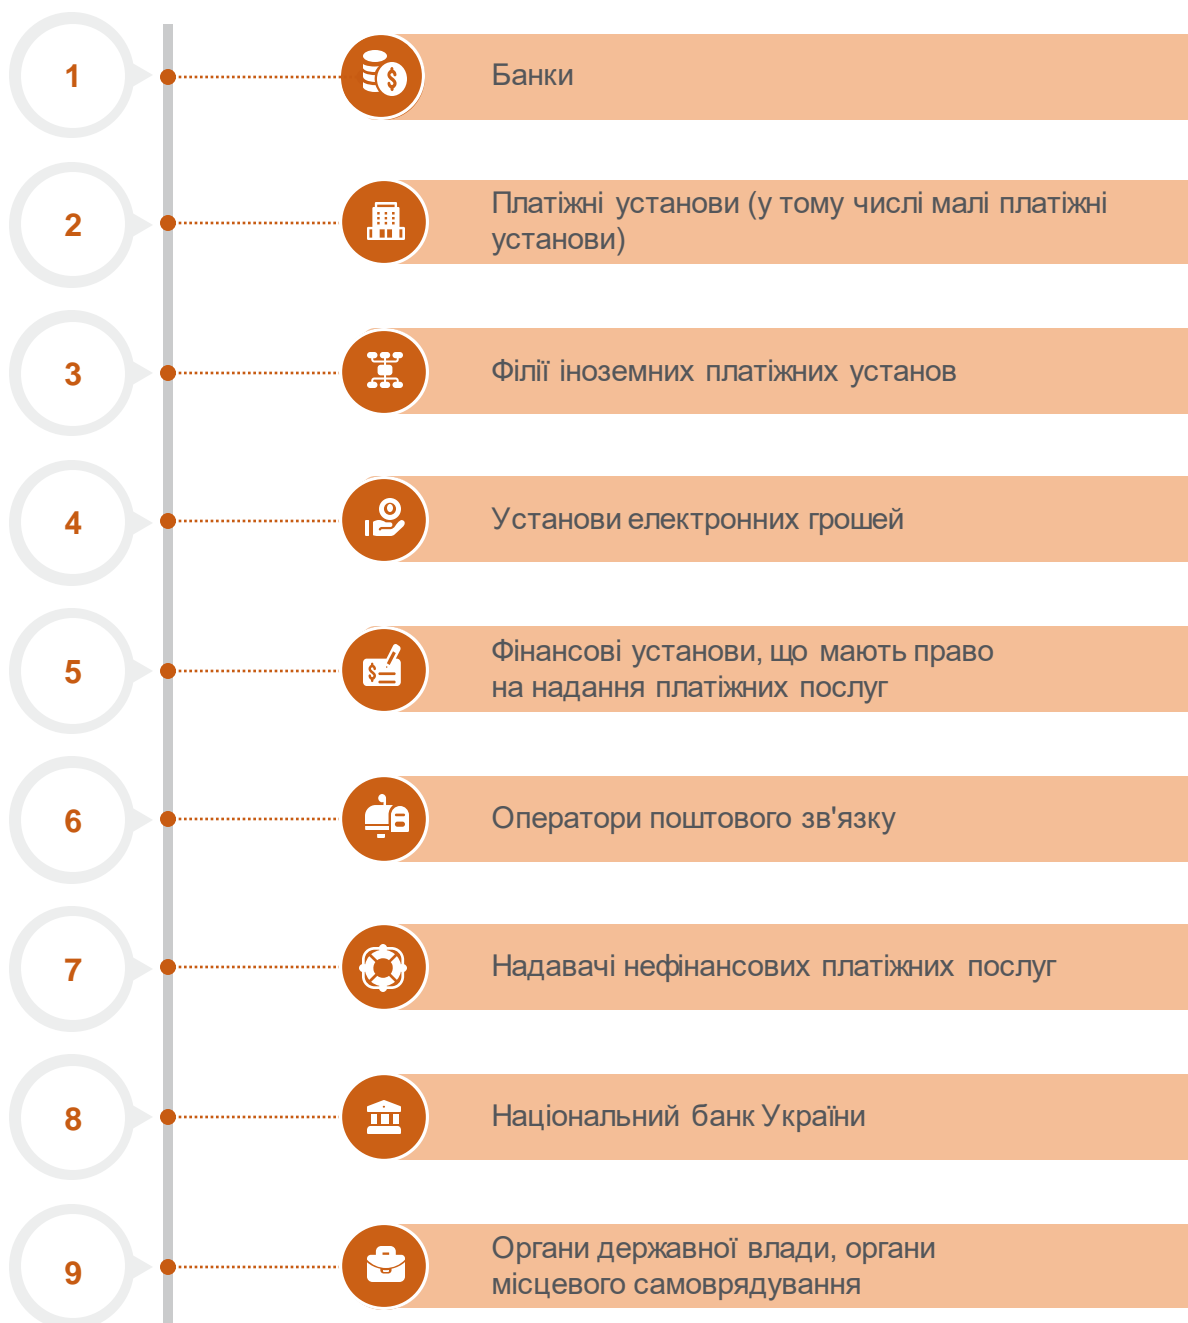 1
Банки
2
Платіжні установи (у тому числі малі платіжні
установи)
3
Філії іноземних платіжних установ
4
Установи електронних грошей
5
Фінансові установи, що мають право
на надання платіжних послуг
6
Оператори поштового зв'язку
7
Надавачі нефінансових платіжних послуг
8
Національний банк України
9
Органи державної влади, органи
місцевого самоврядування